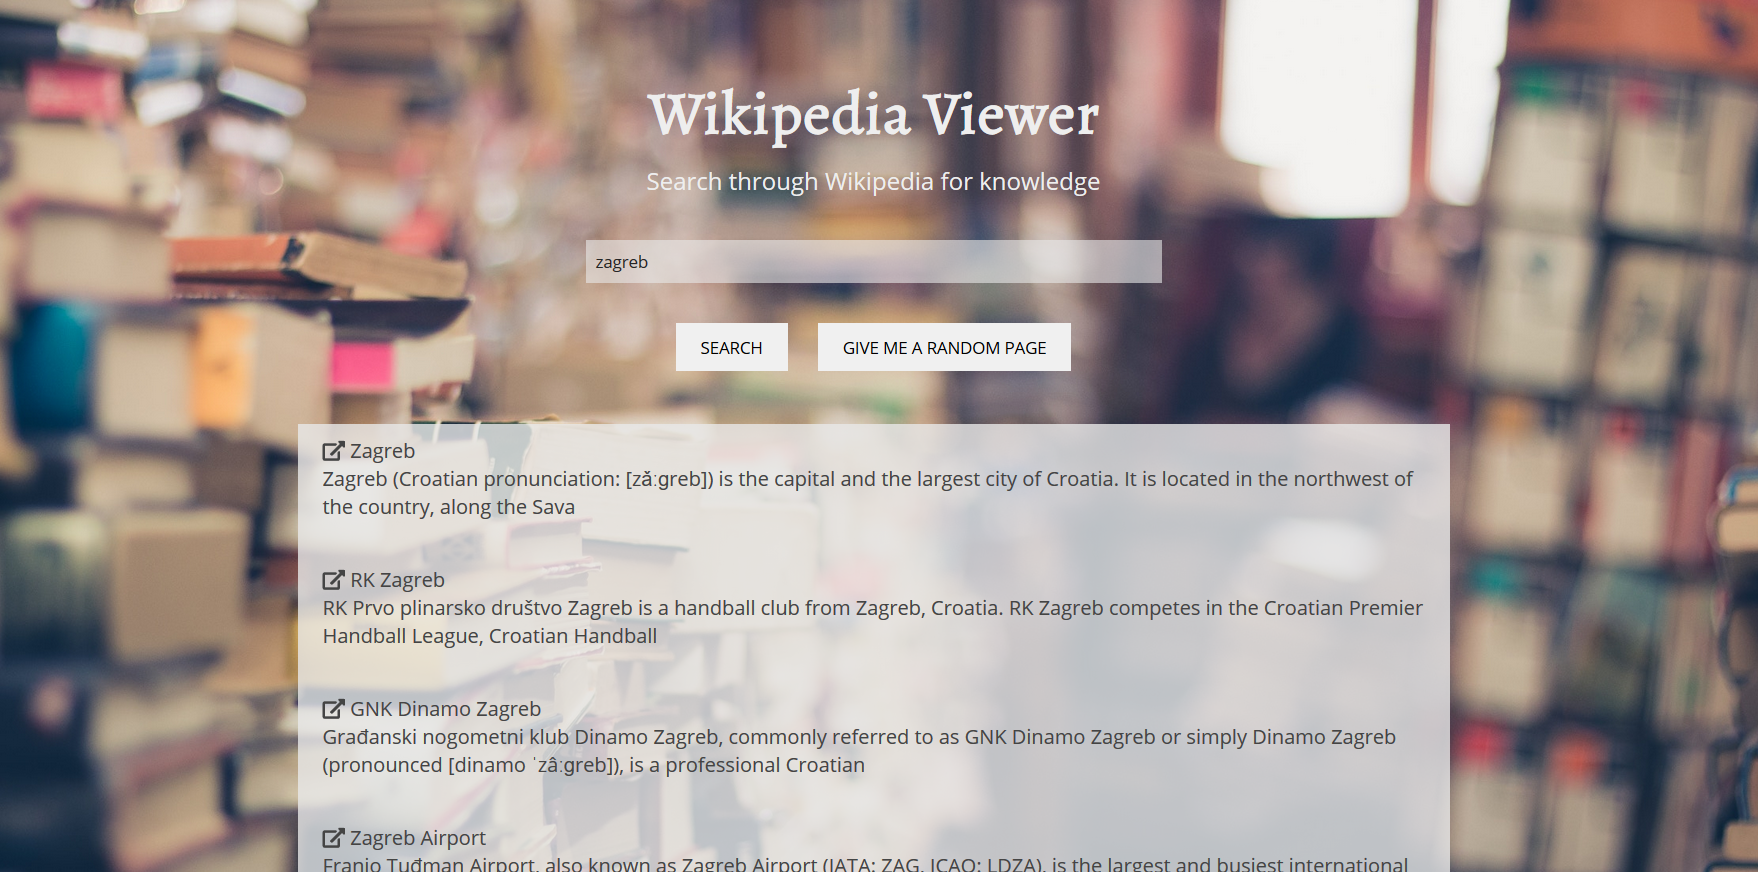 Wikipedia Viewer
Search through Wikipedia for knowledge
zagreb
SEARCH GIVE ME A RANDOM PAGE
Zagreb
Zagreb (Croatian pronunciation: [zǎːɡreb]) is the capital and the largest city of Croatia. It is located in the northwest of
the country, along the Sava
RK Zagreb
RK Prvo plinarsko društvo Zagreb is a handball club from Zagreb, Croatia. RK Zagreb competes in the Croatian Premier
Handball League, Croatian Handball
GNK Dinamo Zagreb
Građanski nogometni klub Dinamo Zagreb, commonly referred to as GNK Dinamo Zagreb or simply Dinamo Zagreb
(pronounced [dinamo ˈzâːɡreb]), is a professional Croatian
Zagreb Airport
Franjo Tuđman Airport, also known as Zagreb Airport (IATA: ZAG, ICAO: LDZA), is the largest and busiest international